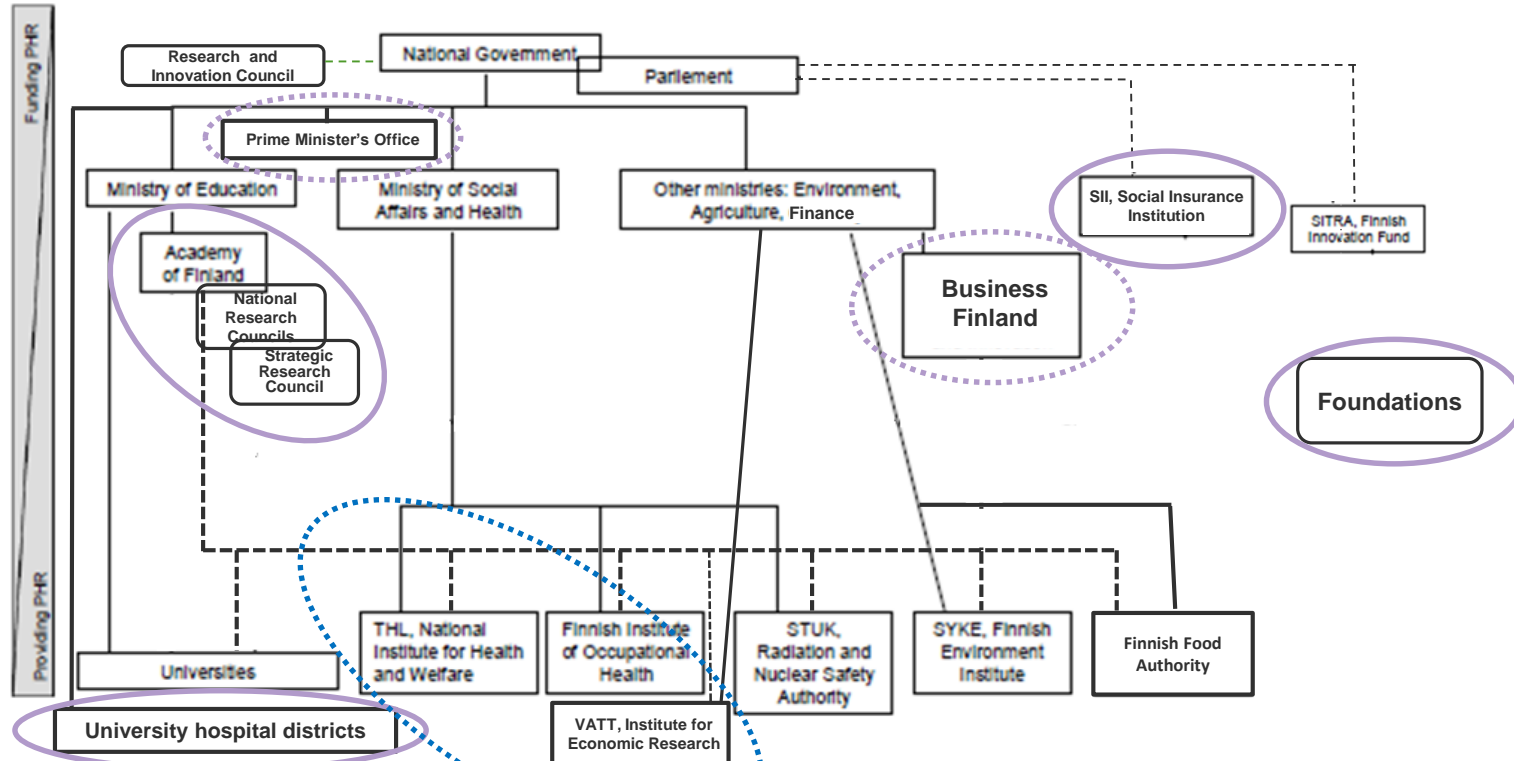 Funding PHR
Research and
Innovation Council
National Government
Parliement
Prime Minister's Office
Ministry of Education
Ministry of Social
Affairs and Health
Other ministries: Environment,
Agriculture, Finance
SII, Social Insurance
Institution
SITRA, Finnish
Innovation Fund
Academy
of Finland
National
Research
Councils
Strategic
Research
Council
Business
Finland
Foundations
Providing PHR
Universities
THL, National
Institute for Health
and Welfare
Finnish Institute
of Occupational
Health
STUK,
Radiation and
Nuclear Safety
Authority
SYKE, Finnish
Environment
Institute
Finnish Food
Authority
University hospital districts
VATT, Institute for
Economic Research